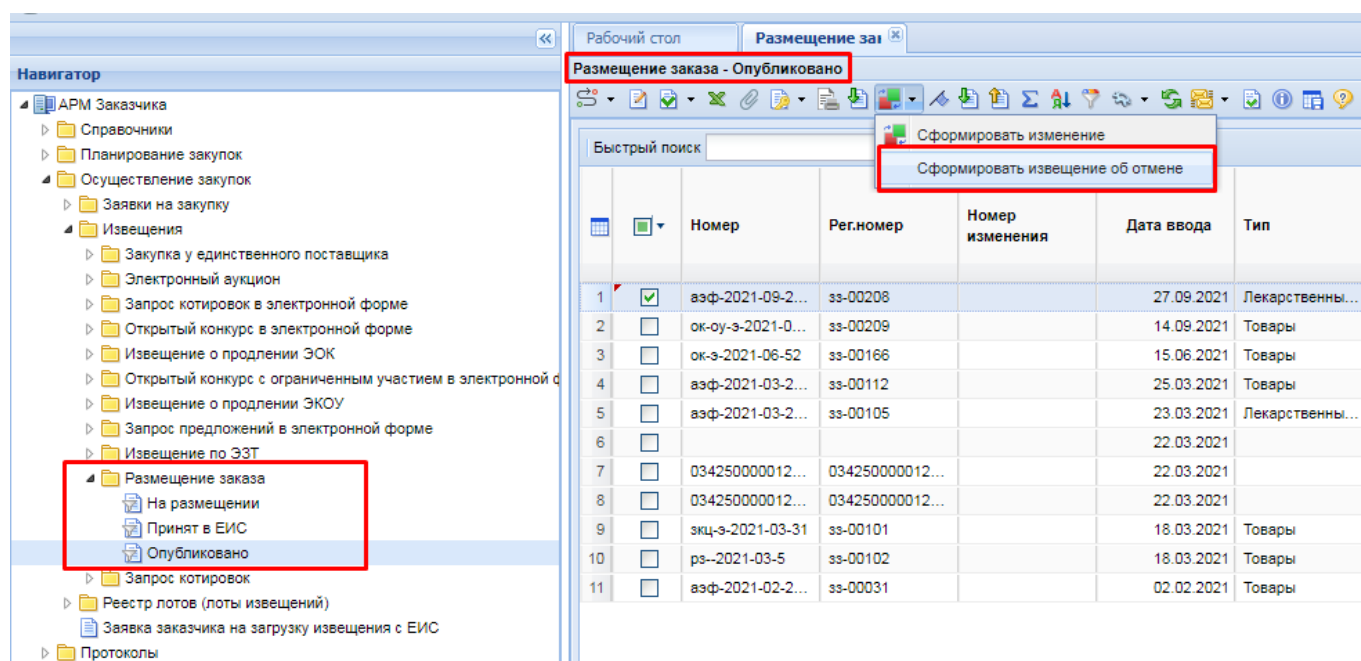 Рабочий стол
Размещение заг
Навигатор
Размещение заказа - Опубликовано
АРМ Заказчика
Справочники
Планирование закупок
Осуществление закупок
Заявки на закупку
Извещения
Закупка у единственного поставщика
Электронный аукцион
Запрос котировок в электронной форме
Открытый конкурс в электронной форме
Извещение о продлении ЭОК
Открытый конкурс с ограниченным участием в электронной ф
Извещение о продлении ЭКОУ
Запрос предложений в электронной форме
Извещение по ЭЗТ
Размещение заказа
На размещении
Принят в ЕИС
Опубликовано
Запрос котировок
Реестр лотов (лоты извещений)
Заявка заказчика на загрузку извещения с ЕИС
Протоколы
Сформировать изменение
Быстрый поиск
Сформировать извещение об отмене
Номер Рег.номер Номер изменения Дата ввода Тип
1 аэф-2021-09-2... ss-00208 27.09.2021 Лекарственны...
2 ок-оу-э-2021-0... ss-00209 14.09.2021 Товары
3 ок-э-2021-06-52 ss-00166 15.06.2021 Товары
4 аэф-2021-03-2... ss-00112 25.03.2021 Товары
5 аэф-2021-03-2... ss-00105 23.03.2021 Лекарственны...
6 22.03.2021
7 034250000012... 034250000012... 22.03.2021
8 034250000012... 034250000012... 22.03.2021
9 зкц-э-2021-03-31 ss-00101 18.03.2021 Товары
10 рз--2021-03-5 ss-00102 18.03.2021 Товары
11 аэф-2021-02-2... ss-00031 02.02.2021 Товары